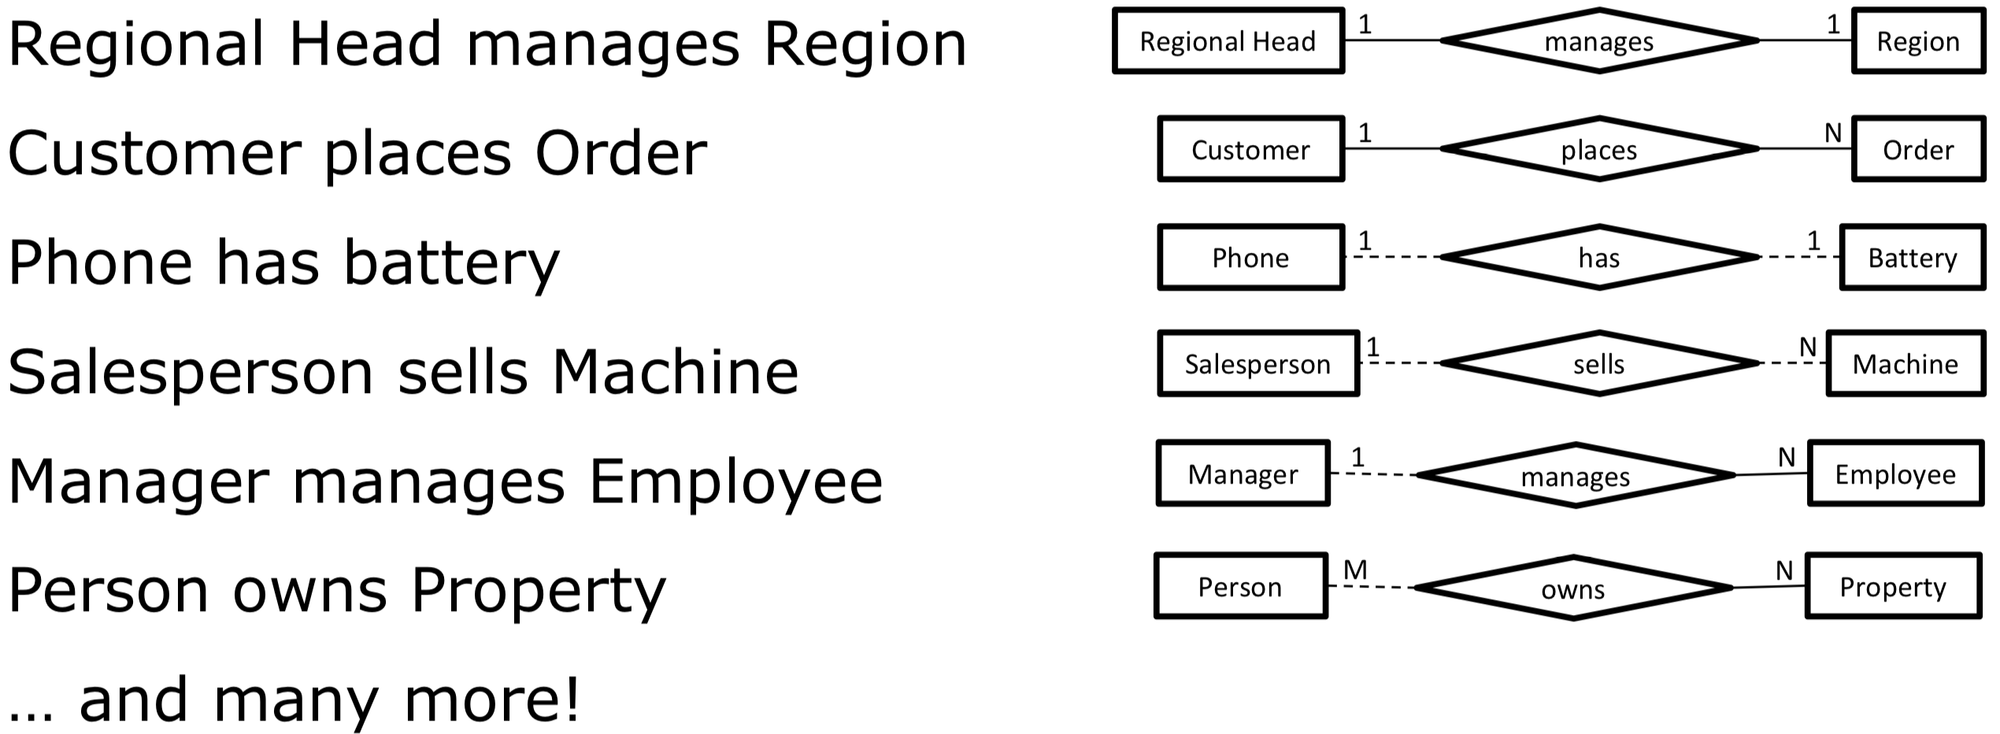 Regional Head manages Region
Regional Head 1 manages 1 Region
Customer places Order
Customer 1 places N Order
Phone has battery
Phone 1 has 1 Battery
Salesperson sells Machine
Salesperson 1 sells N Machine
Manager manages Employee
Manager 1 manages N Employee
Person owns Property
Person M owns N Property
... and many more!